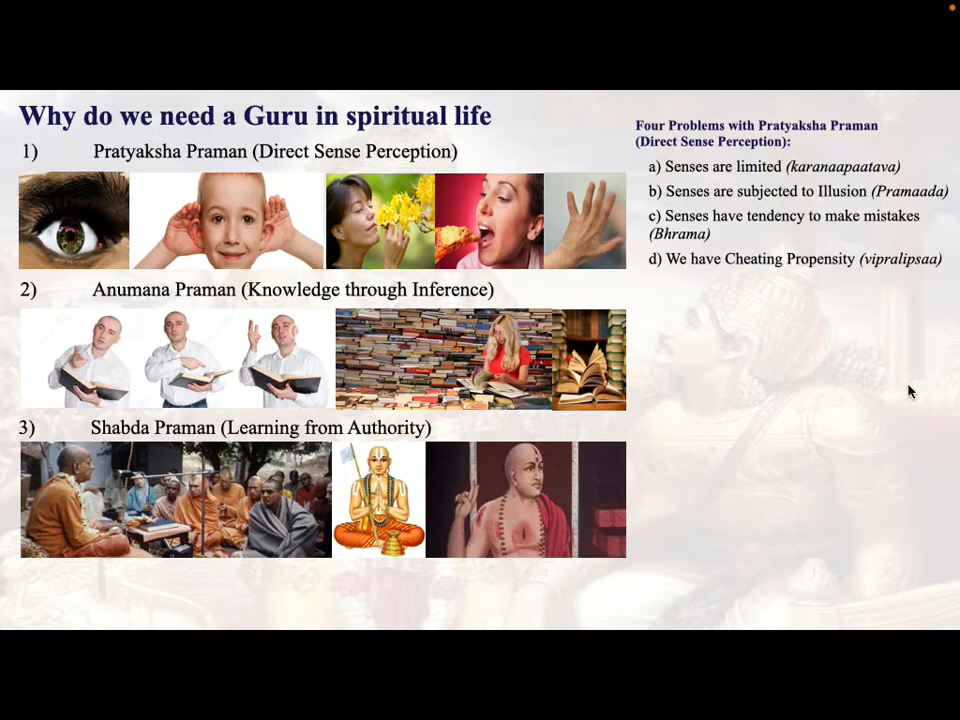 Why do we need a Guru in spiritual life
1) Pratyaksha Praman (Direct Sense Perception)
2) Anumana Praman (Knowledge through Inference)
3) Shabda Praman (Learning from Authority)
Four Problems with Pratyaksha Praman
(Direct Sense Perception):
a) Senses are limited (karanaapaatava)
b) Senses are subjected to Illusion (Pramaada)
c) Senses have tendency to make mistakes
(Bhrama)
d) We have Cheating Propensity (vipralipsaa)